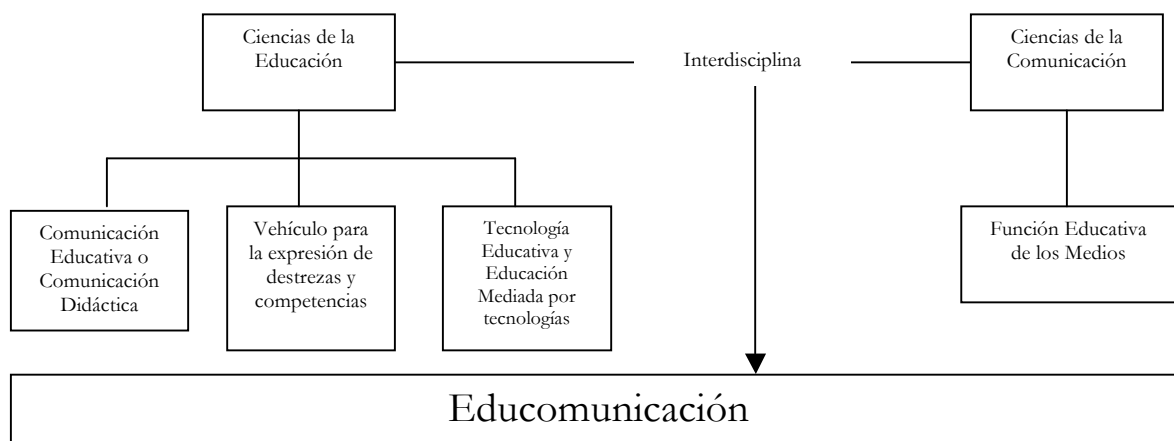 Ciencias de la
Educación
Interdisciplina
Ciencias de la
Comunicación
Comunicación
Educativa o
Comunicación
Didáctica
Vehículo para
la expresión de
destrezas y
competencias
Tecnología
Educativa y
Educación
Mediada por
tecnologías
Función Educativa
de los Medios
Educomunicación